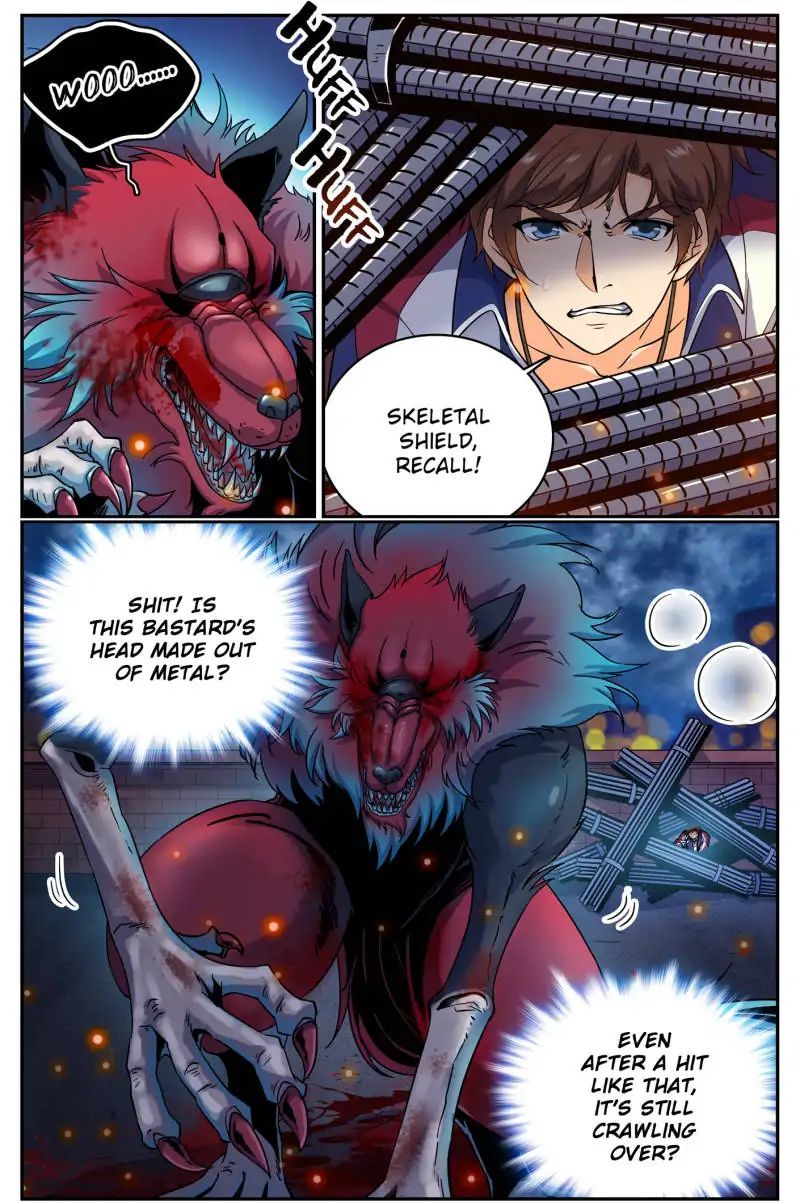 WOOO......
HUFF
HUFF
SKELETAL
SHIELD,
RECALL!
SHIT! IS
THIS BASTARD'S
HEAD MADE OUT
OF METAL?
EVEN
AFTER A HIT
LIKE THAT,
IT'S STILL
CRAWLING
OVER?